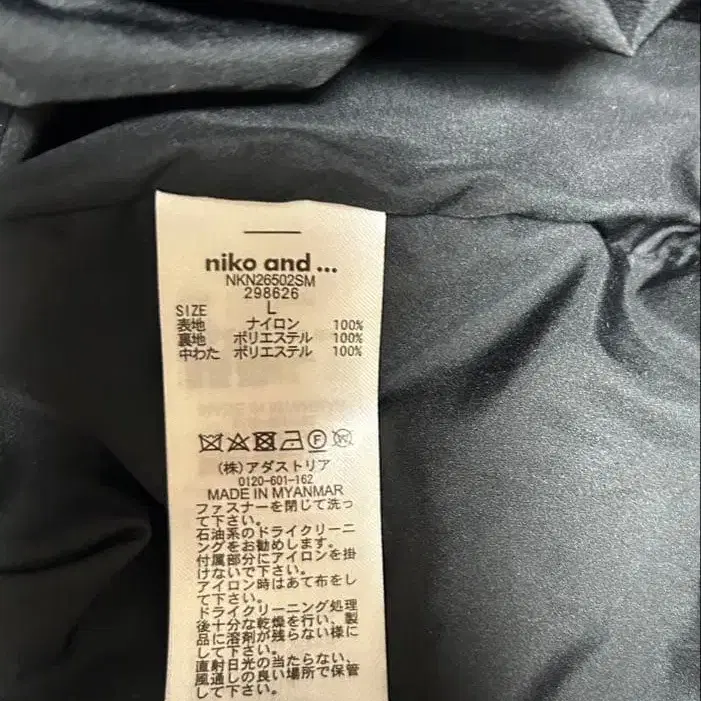 niko and ...
NKN26502SM
298626
SIZE L
表地 ナイロン 100%
裏地 ポリエステル 100%
中わた ポリエステル 100%
(株)アダストリア
0120-601-162
MADE IN MYANMAR
ファスナーを閉じて洗っ
て下さい。
石油系のドライクリーニ
ングをお勧めします。
付属部分にアイロンを掛
けないで下さい。
アイロン時はあて布をし
て下さい。
ドライクリーニング処理
後十分な乾燥を行い、製
品に溶剤が残らない様に
して下さい。
直射日光の当たらない、
風通しの良い場所で保管
して下さい。